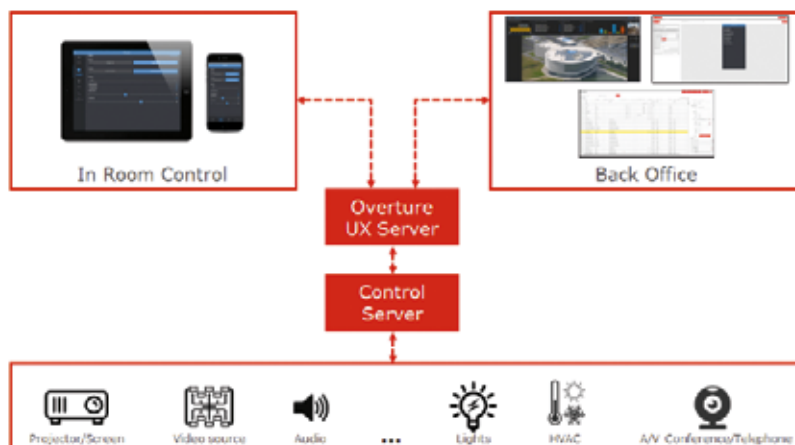 In Room Control
Back Office
Overture
UX Server
Control
Server
Projector/Screen
Video source
Audio
...
Lights
HVAC
A/V Conference/Telephone